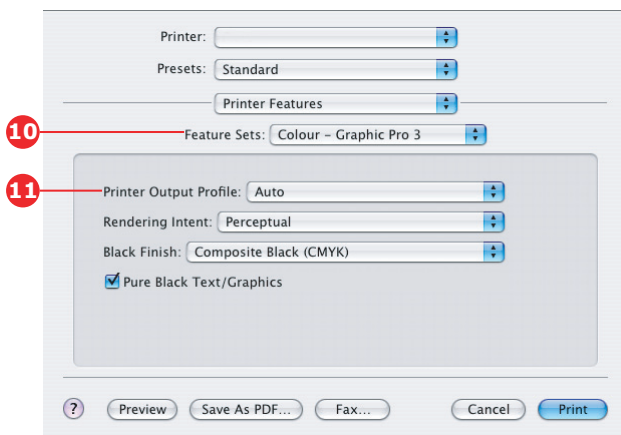 Printer:
Presets: Standard
Printer Features
10 Feature Sets: Colour – Graphic Pro 3
11 Printer Output Profile: Auto
Rendering Intent: Perceptual
Black Finish: Composite Black (CMYK)
Pure Black Text/Graphics
? Preview Save As PDF... Fax... Cancel Print